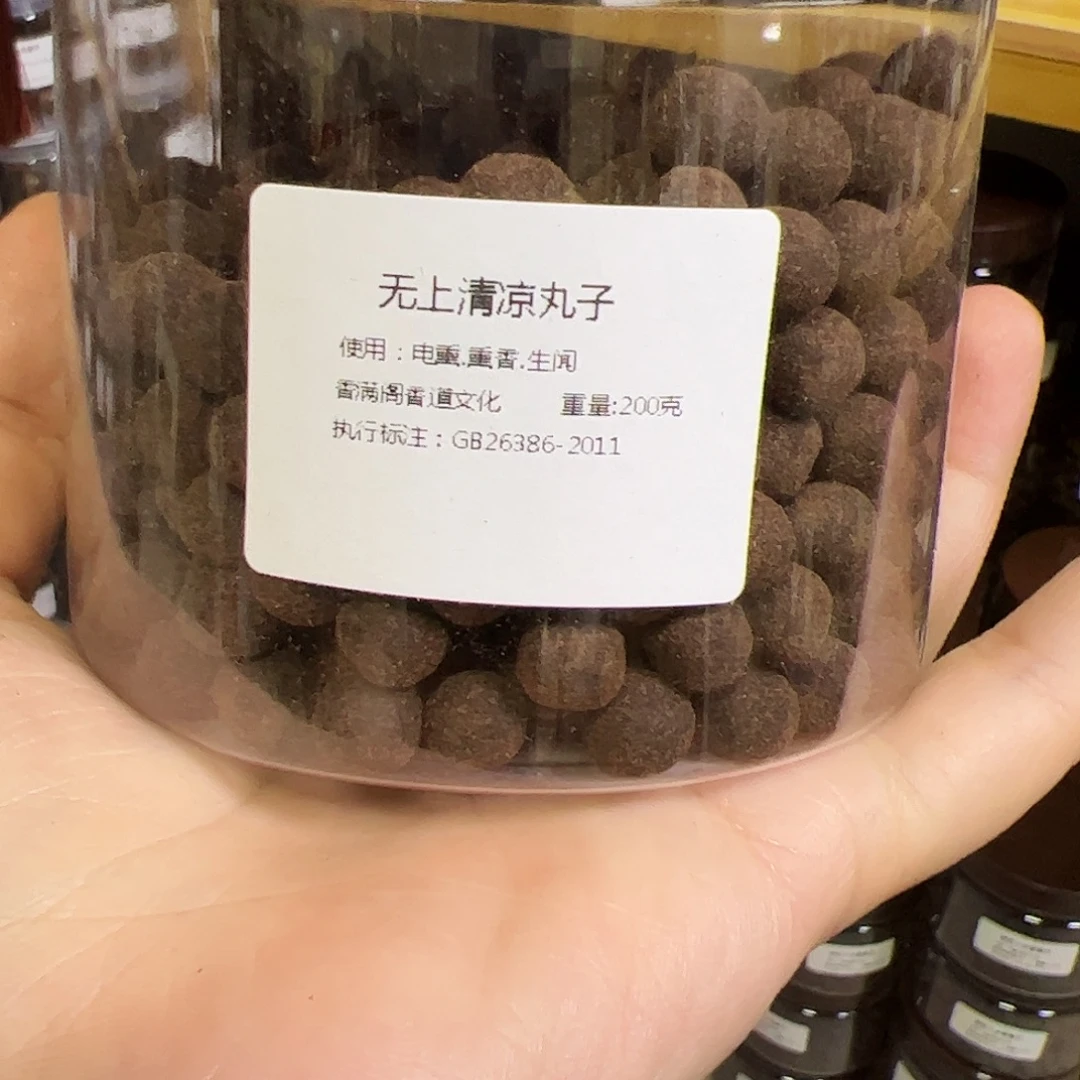 无上清凉丸子
使用：电熏.熏香.生闻
香满阁香道文化 重量:200克
执行标注：GB26386-2011